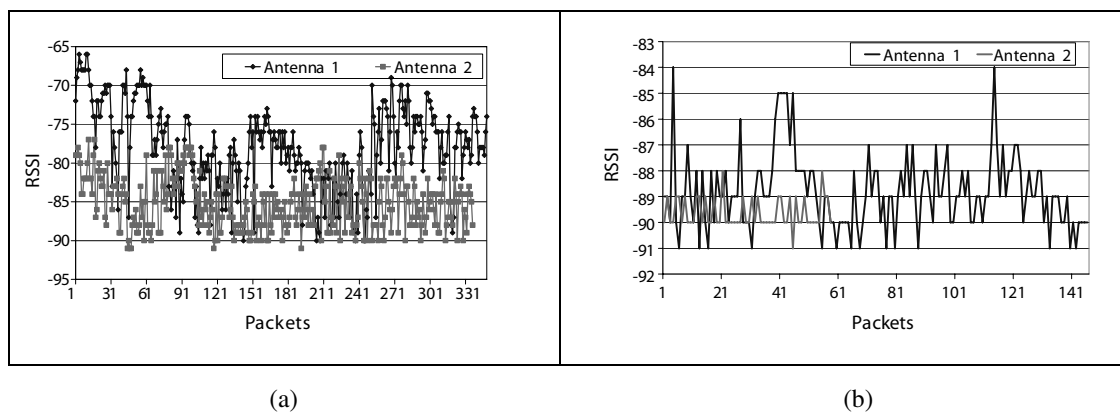 -65
-70
-75
-80
-85
-90
-95
RSSI
Antenna 1
Antenna 2
1 31 61 91 121 151 181 211 241 271 301 331
Packets
(a)
-83
-84
-85
-86
-87
-88
-89
-90
-91
-92
RSSI
Antenna 1
Antenna 2
1 21 41 61 81 101 121 141
Packets
(b)